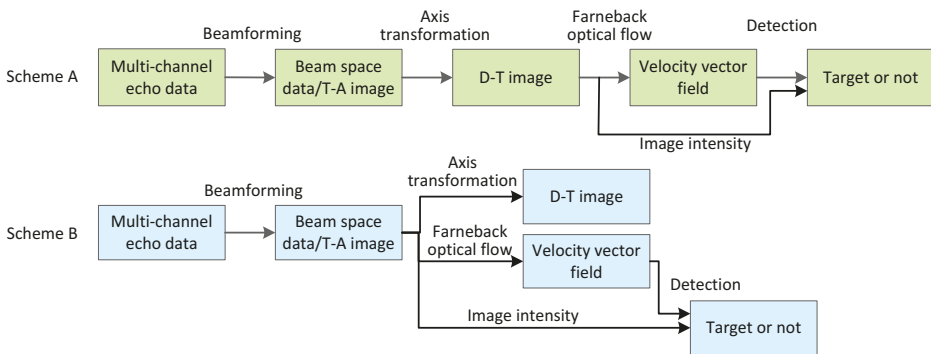 Axis
transformation
Farneback
optical flow
Detection
Beamforming
Scheme A
Multi-channel
echo data
Beam space
data/T-A image
D-T image
Velocity vector
field
Target or not
Image intensity
Axis
transformation
Beamforming
D-T image
Scheme B
Multi-channel
echo data
Beam space
data/T-A image
Farneback
optical flow
Velocity vector
field
Detection
Image intensity
Target or not